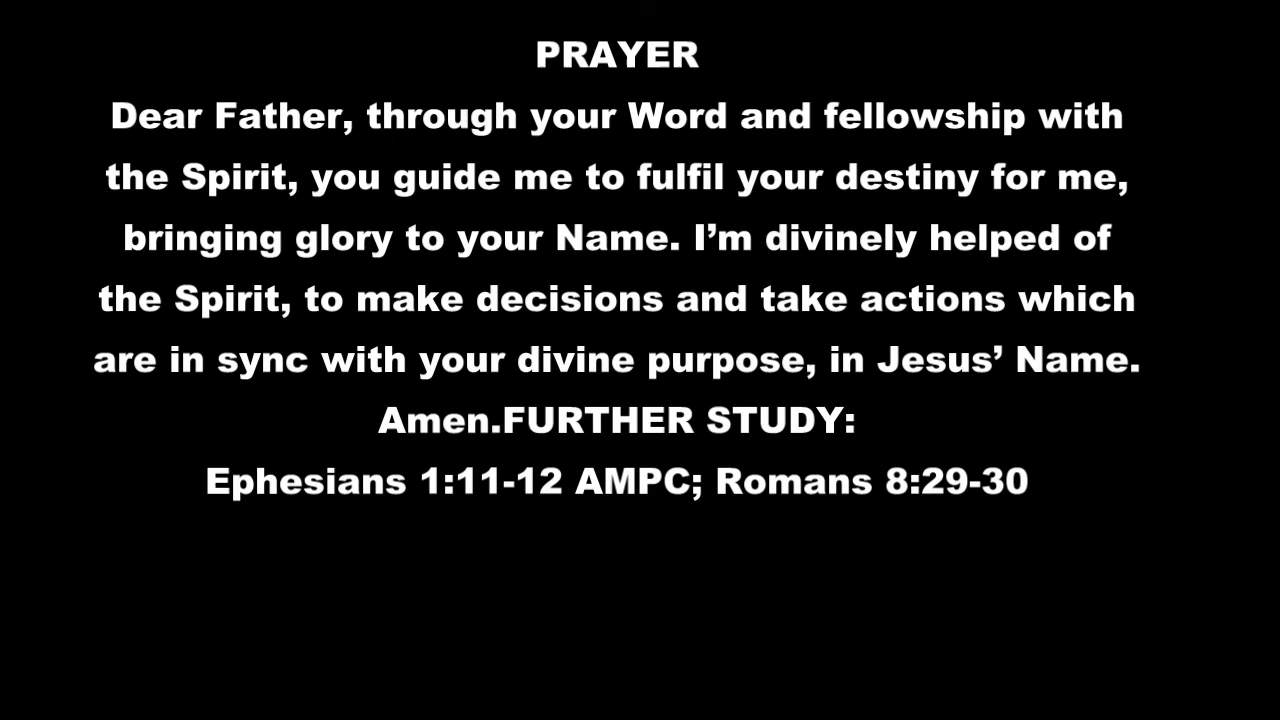 PRAYER
Dear Father, through your Word and fellowship with
the Spirit, you guide me to fulfil your destiny for me,
bringing glory to your Name. I’m divinely helped of
the Spirit, to make decisions and take actions which
are in sync with your divine purpose, in Jesus’ Name.
Amen.FURTHER STUDY:
Ephesians 1:11-12 AMPC; Romans 8:29-30